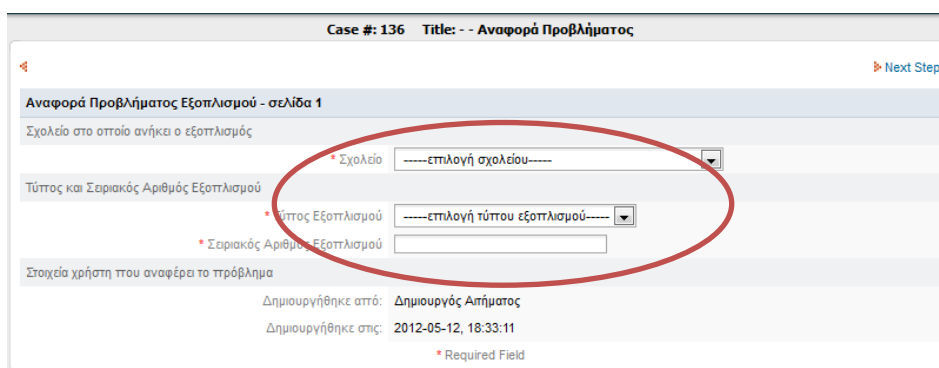 Case #: 136 Title: - - Αναφορά Προβλήματος
Next Step
Αναφορά Προβλήματος Εξοπλισμού - σελίδα 1
Σχολείο στο οποίο ανήκει ο εξοπλισμός
* Σχολείο -----επιλογή σχολείου-----
Τύπος και Σειριακός Αριθμός Εξοπλισμού
* Τύπος Εξοπλισμού -----επιλογή τύπου εξοπλισμού-----
* Σειριακός Αριθμός Εξοπλισμού
Στοιχεία χρήστη που αναφέρει το πρόβλημα
Δημιουργήθηκε από: Δημιουργός Αιτήματος
Δημιουργήθηκε στις: 2012-05-12, 18:33:11
* Required Field